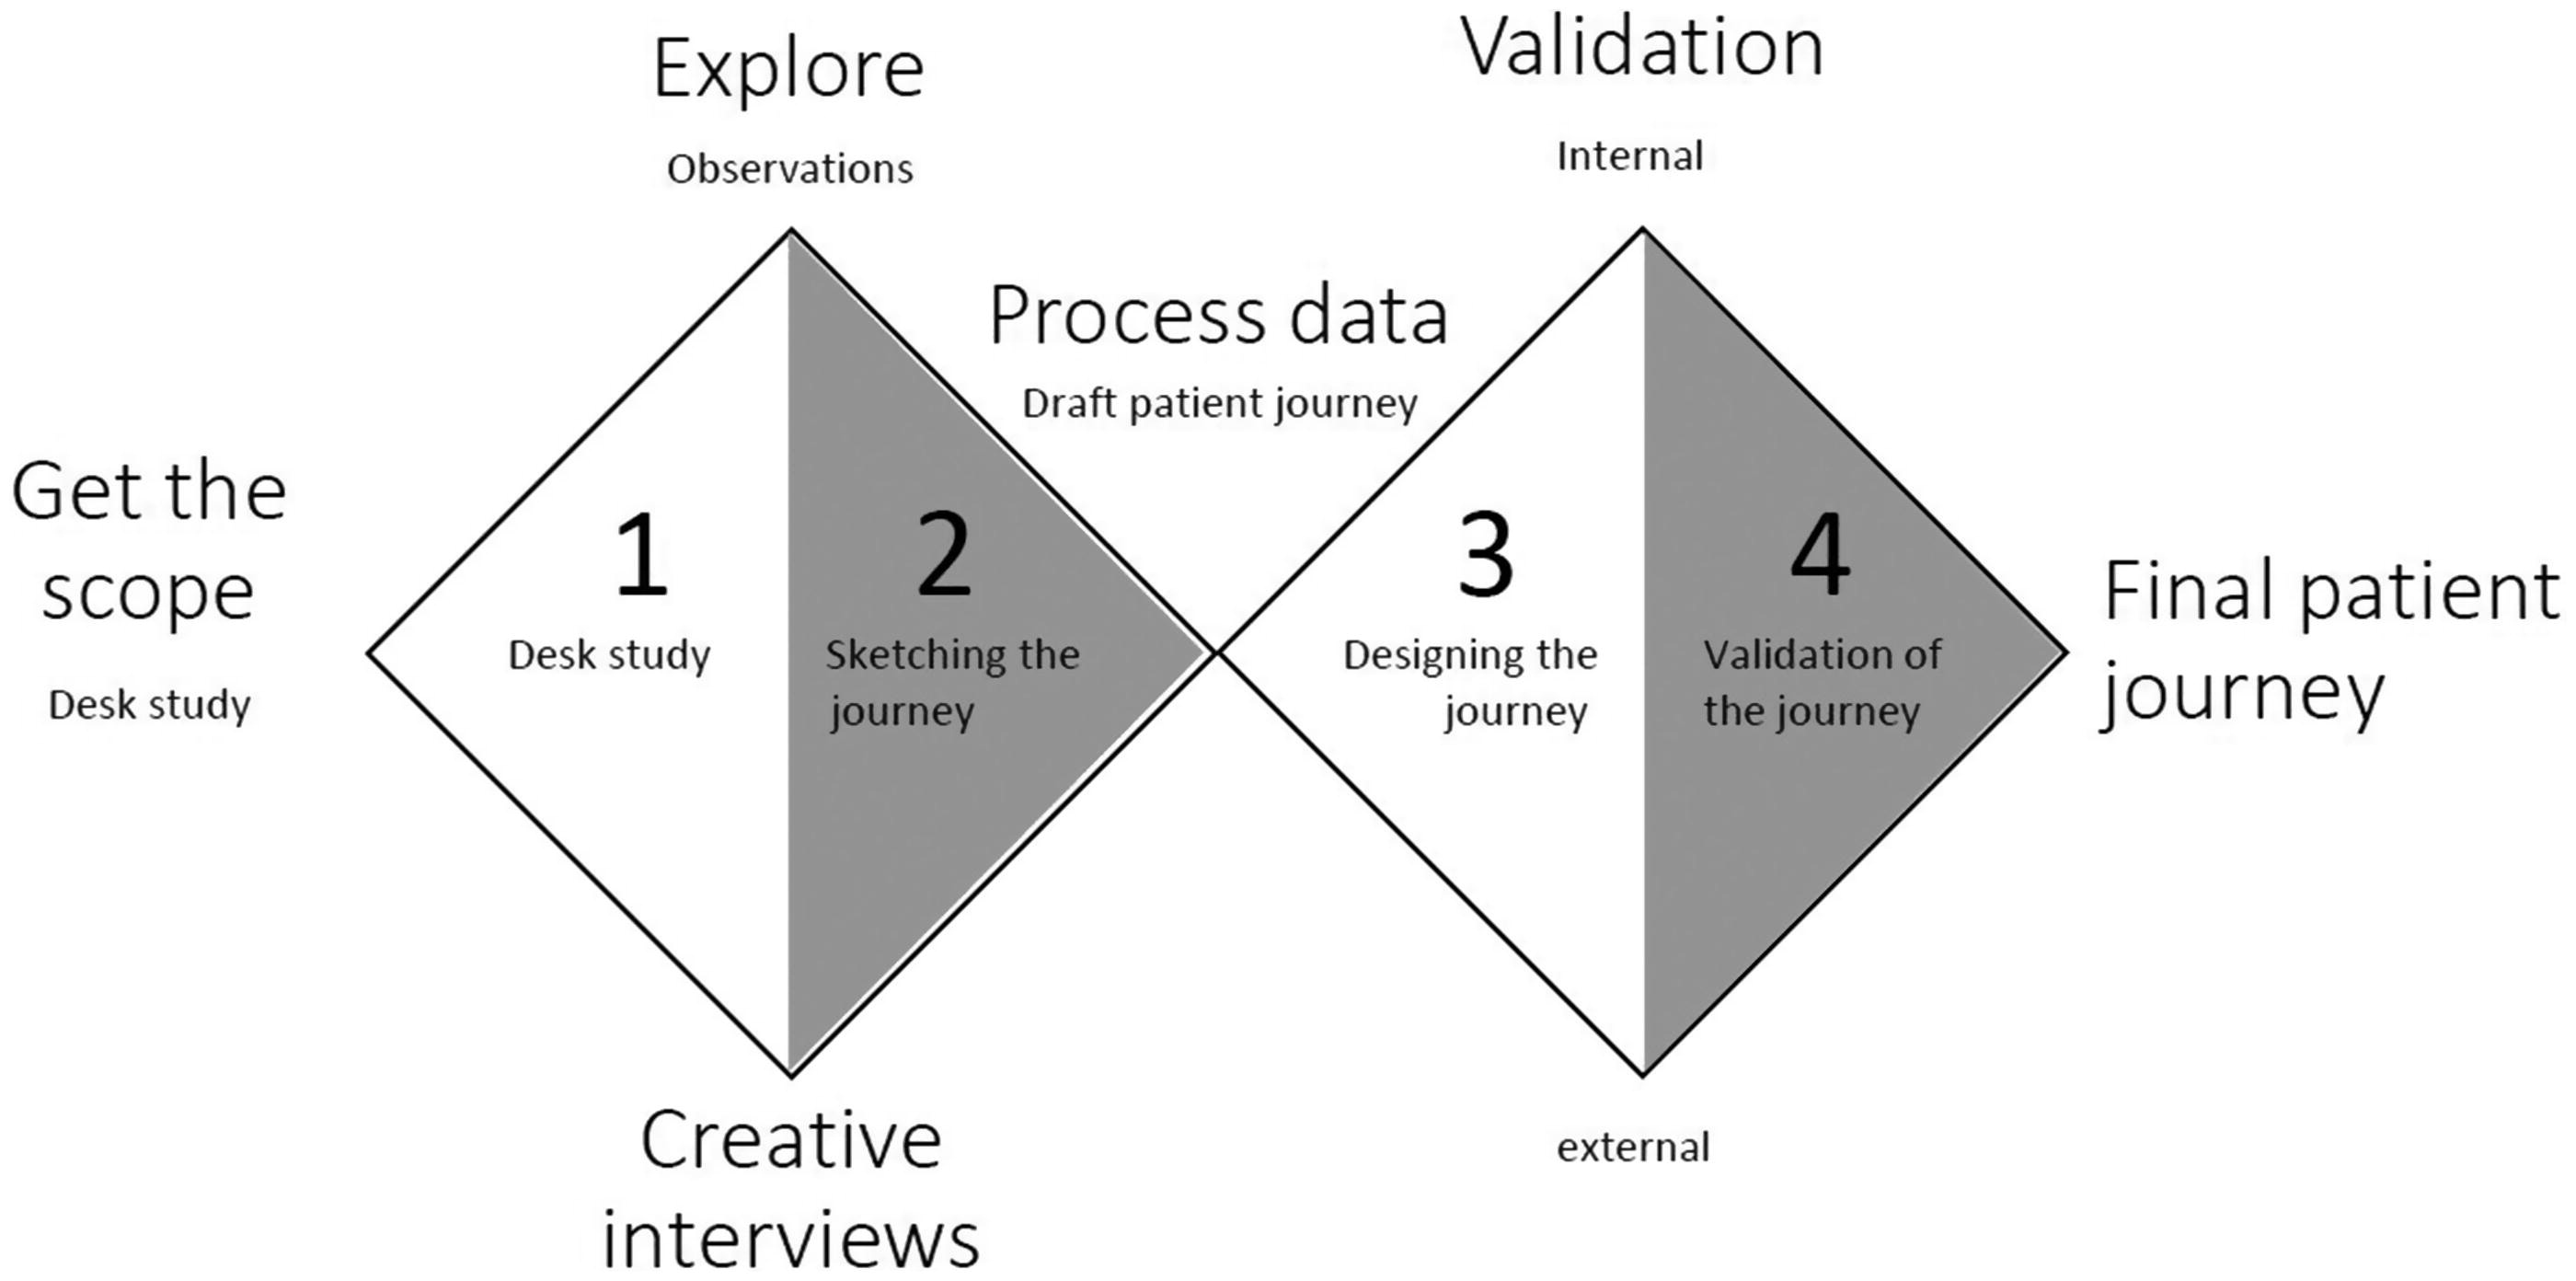 Explore
Observations
Validation
Internal
Process data
Draft patient journey
Get the
scope
Desk study
1
Desk study
2
Sketching the
journey
3
Designing the
journey
4
Validation of
the journey
Final patient
journey
Creative
interviews
external